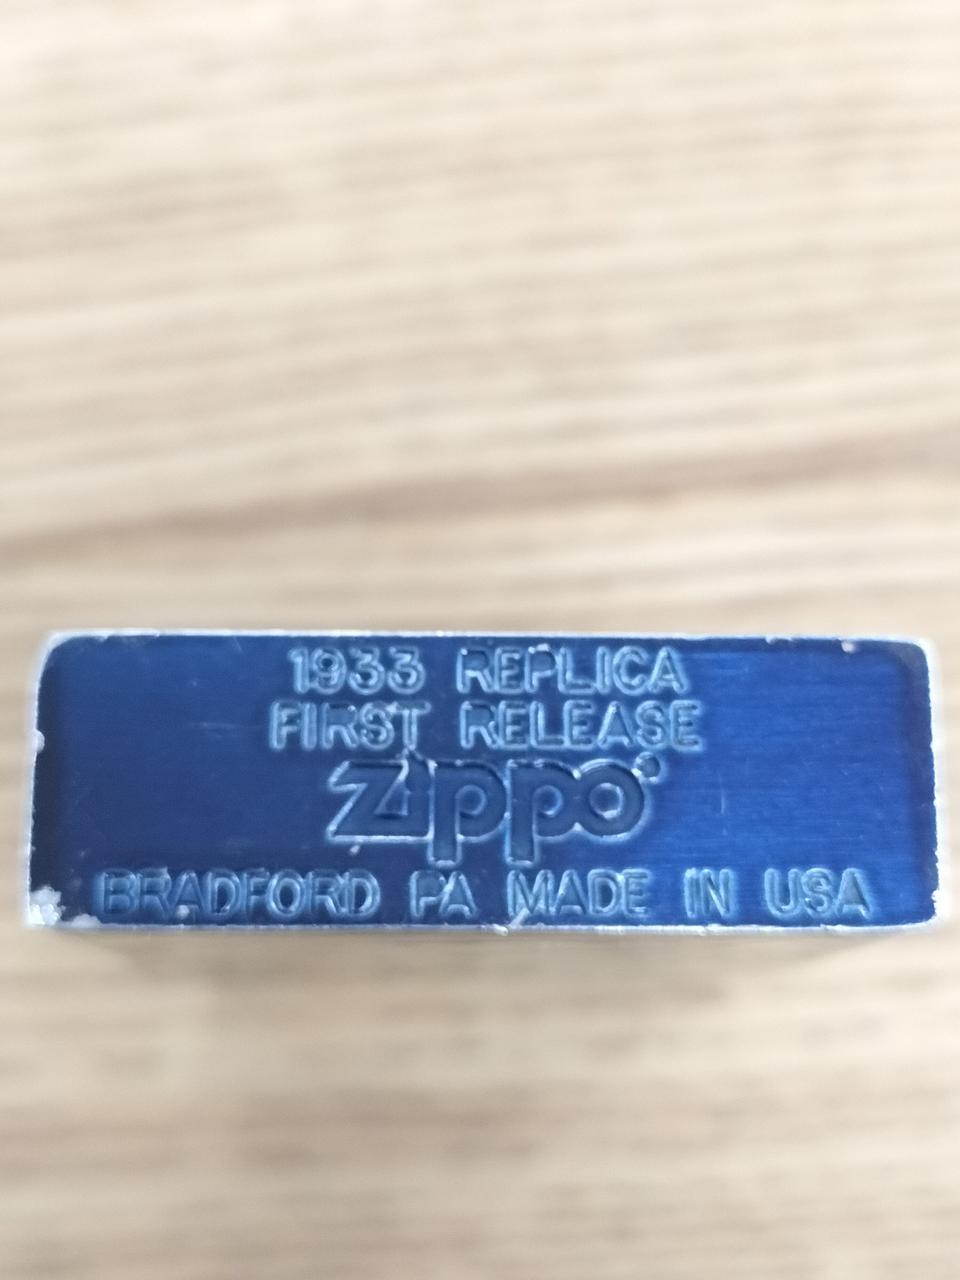 1933 REPLICA
FIRST RELEASE
zippo®
BRADFORD PA MADE IN USA